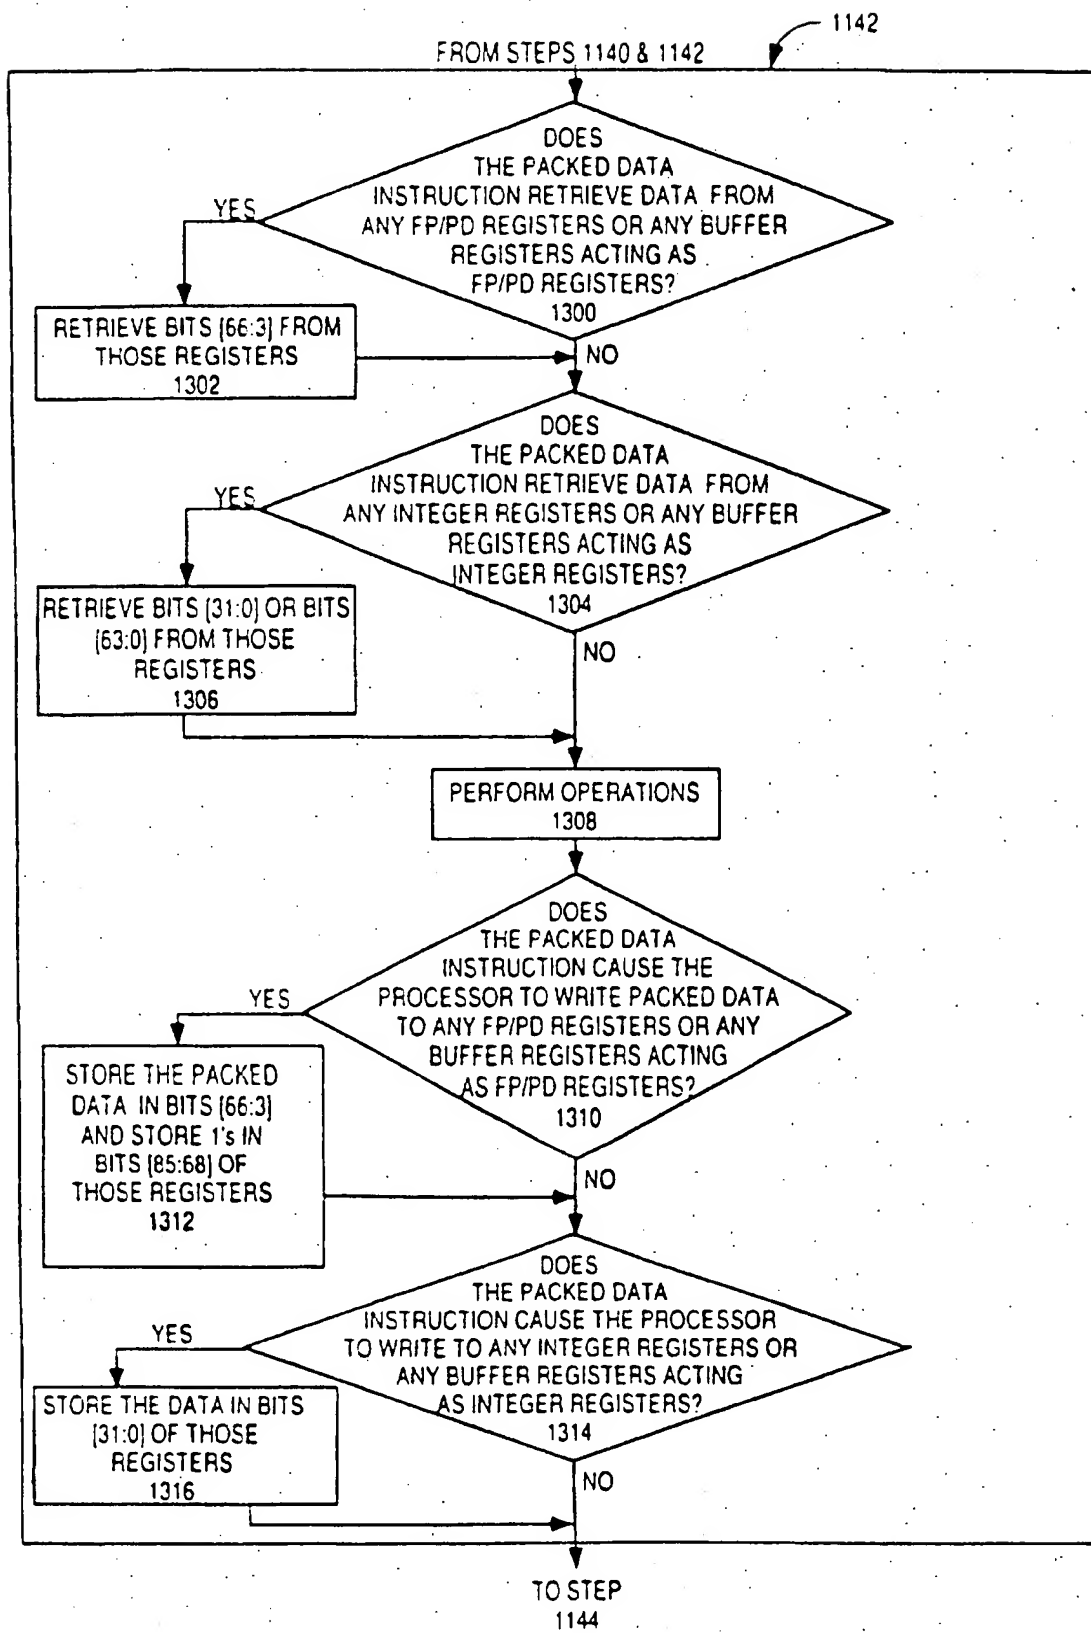 1142
FROM STEPS 1140 & 1142
DOES
THE PACKED DATA
INSTRUCTION RETRIEVE DATA FROM
ANY FP/PD REGISTERS OR ANY BUFFER
REGISTERS ACTING AS
FP/PD REGISTERS?
1300
YES
RETRIEVE BITS [66:3] FROM
THOSE REGISTERS
1302
NO
DOES
THE PACKED DATA
INSTRUCTION RETRIEVE DATA FROM
ANY INTEGER REGISTERS OR ANY BUFFER
REGISTERS ACTING AS
INTEGER REGISTERS?
1304
YES
RETRIEVE BITS [31:0] OR BITS
[63:0] FROM THOSE
REGISTERS
1306
NO
PERFORM OPERATIONS
1308
DOES
THE PACKED DATA
INSTRUCTION CAUSE THE
PROCESSOR TO WRITE PACKED DATA
TO ANY FP/PD REGISTERS OR ANY
BUFFER REGISTERS ACTING
AS FP/PD REGISTERS?
1310
YES
STORE THE PACKED
DATA IN BITS [66:3]
AND STORE 1's IN
BITS [85:68] OF
THOSE REGISTERS
1312
NO
DOES
THE PACKED DATA
INSTRUCTION CAUSE THE PROCESSOR
TO WRITE TO ANY INTEGER REGISTERS OR
ANY BUFFER REGISTERS ACTING
AS INTEGER REGISTERS?
1314
YES
STORE THE DATA IN BITS
[31:0] OF THOSE
REGISTERS
1316
NO
TO STEP
1144